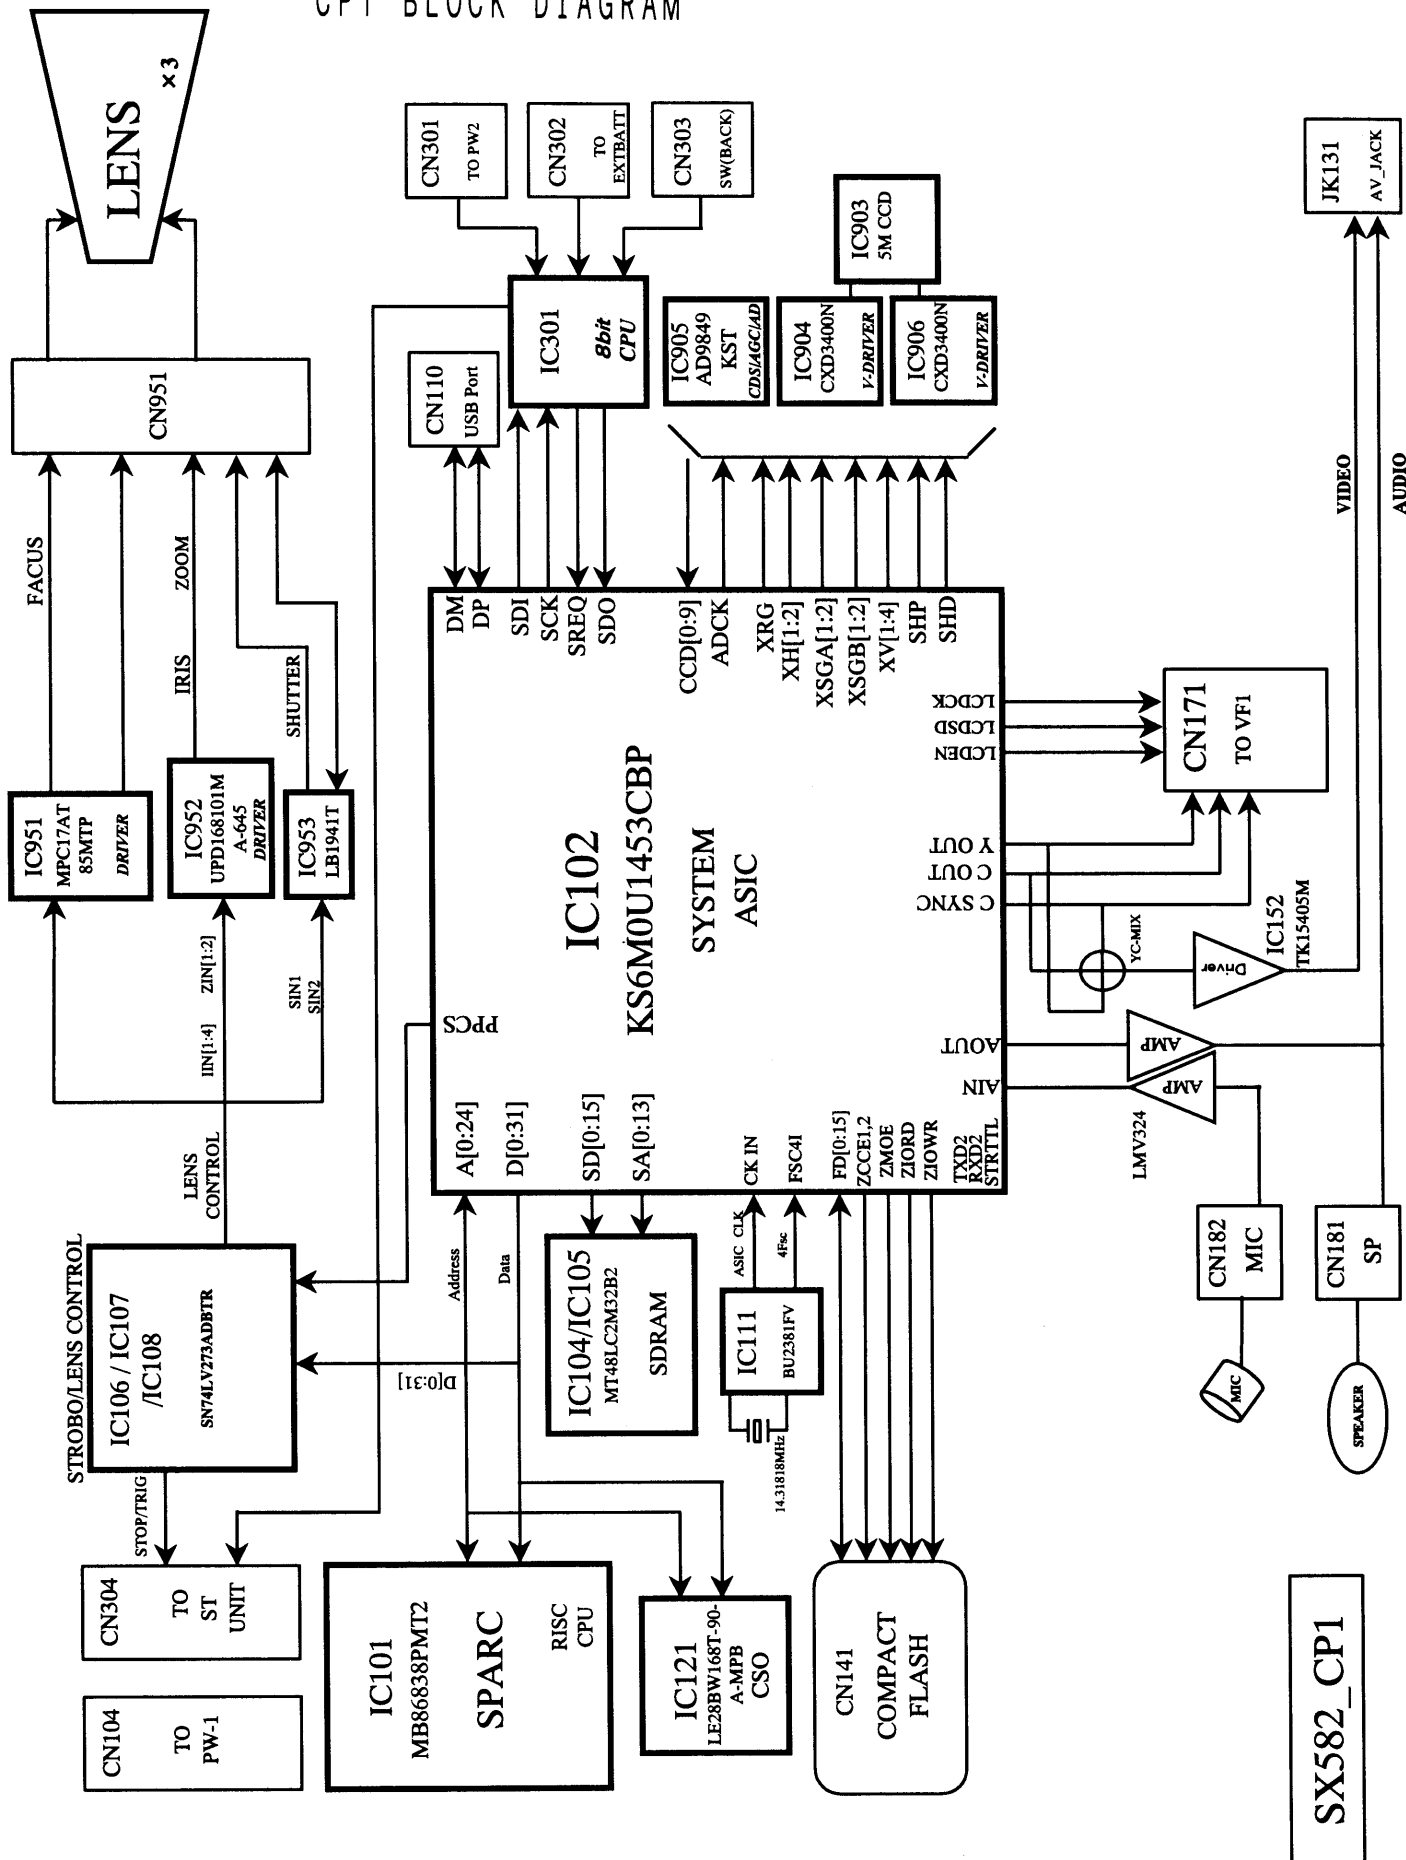 CP1 BLOCK DIAGRAM
LENS
×3
CN951
FACUS
ZOOM
IRIS
SHUTTER
IC951
MPC17AT
85MTP
DRIVER
IC952
UPD168101M
A-645
DRIVER
IC953
LB1941T
ZIN[1:2]
IIN[1:4]
SIN1
SIN2
LENS
CONTROL
STROBO/LENS CONTROL
IC106 / IC107
/IC108
SN74LV273ADBTR
STOP/TRIG
CN304
TO
ST
UNIT
CN104
TO
PW-1
CN301
TO PW2
CN302
TO
EXTBATT
CN303
SW(BACK)
IC301
8bit
CPU
CN110
USB Port
IC903
5M CCD
IC905
AD9849
KST
CDS/AGC/AD
IC904
CXD3400N
V-DRIVER
IC906
CXD3400N
V-DRIVER
JK131
AV_JACK
VIDEO
AUDIO
DM
DP
SDI
SCK
SREQ
SDO
CCD[0:9]
ADCK
XRG
XH[1:2]
XSGA[1:2]
XSGB[1:2]
XV[1:4]
SHP
SHD
IC102
KS6M0U1453CBP
SYSTEM
ASIC
PPCS
LCDCK
LCDSD
LCDEN
Y OUT
C OUT
C SYNC
AOUT
AIN
CN171
TO VF1
YC-MIX
Driver
IC152
TK15405M
AMP
AMP
LMV324
A[0:24]
D[0:31]
SD[0:15]
SA[0:13]
CK IN
FSC4I
FD[0:15]
ZCCE1,2
ZMOE
ZIORD
ZIOWR
TXD2
RXD2
STRTTL
Address
Data
D[0:31]
ASIC CLK
4Fsc
IC104/IC105
MT48LC2M32B2
SDRAM
IC111
BU2381FV
14.31818MHz
IC101
MB86838PMT2
SPARC
RISC
CPU
IC121
LE28BW168T-90-
A-MPB
CSO
CN141
COMPACT
FLASH
CN182
MIC
MIC
CN181
SP
SPEAKER
SX582_CP1